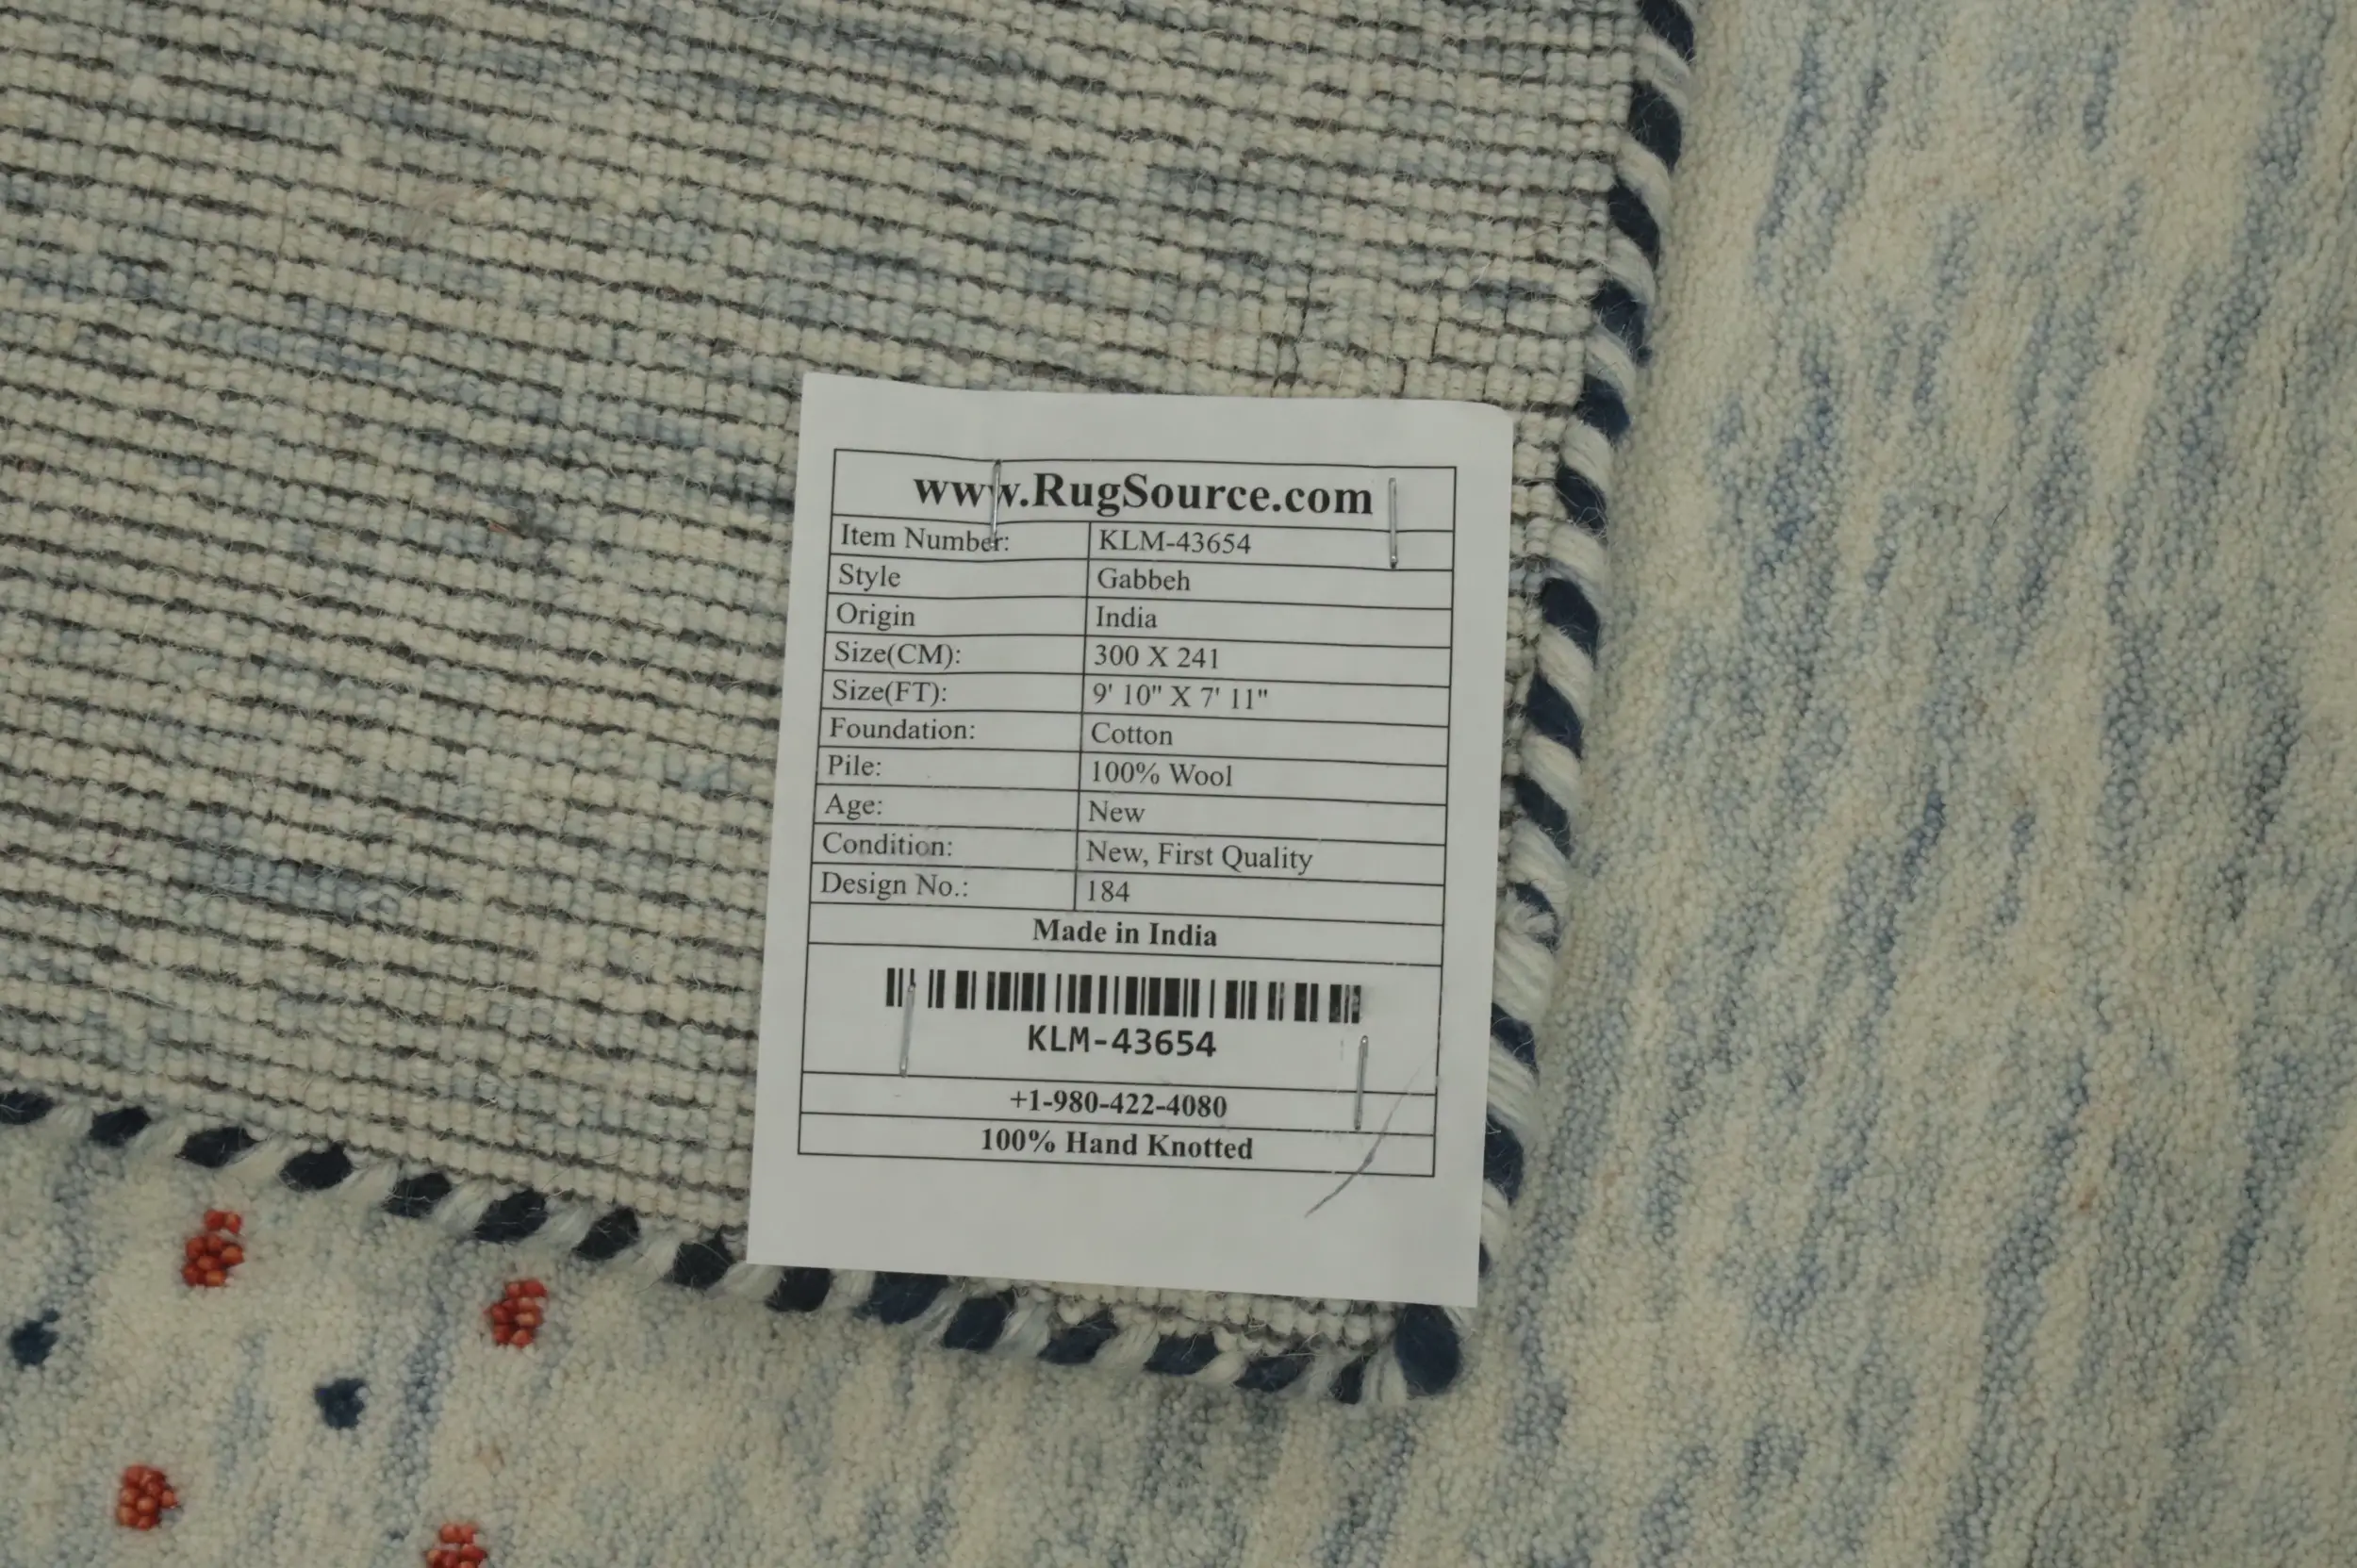 www.RugSource.com
Item Number: KLM-43654
Style Gabbeh
Origin India
Size(CM): 300 X 241
Size(FT): 9' 10" X 7' 11"
Foundation: Cotton
Pile: 100% Wool
Age: New
Condition: New, First Quality
Design No.: 184
Made in India
KLM-43654
+1-980-422-4080
100% Hand Knotted